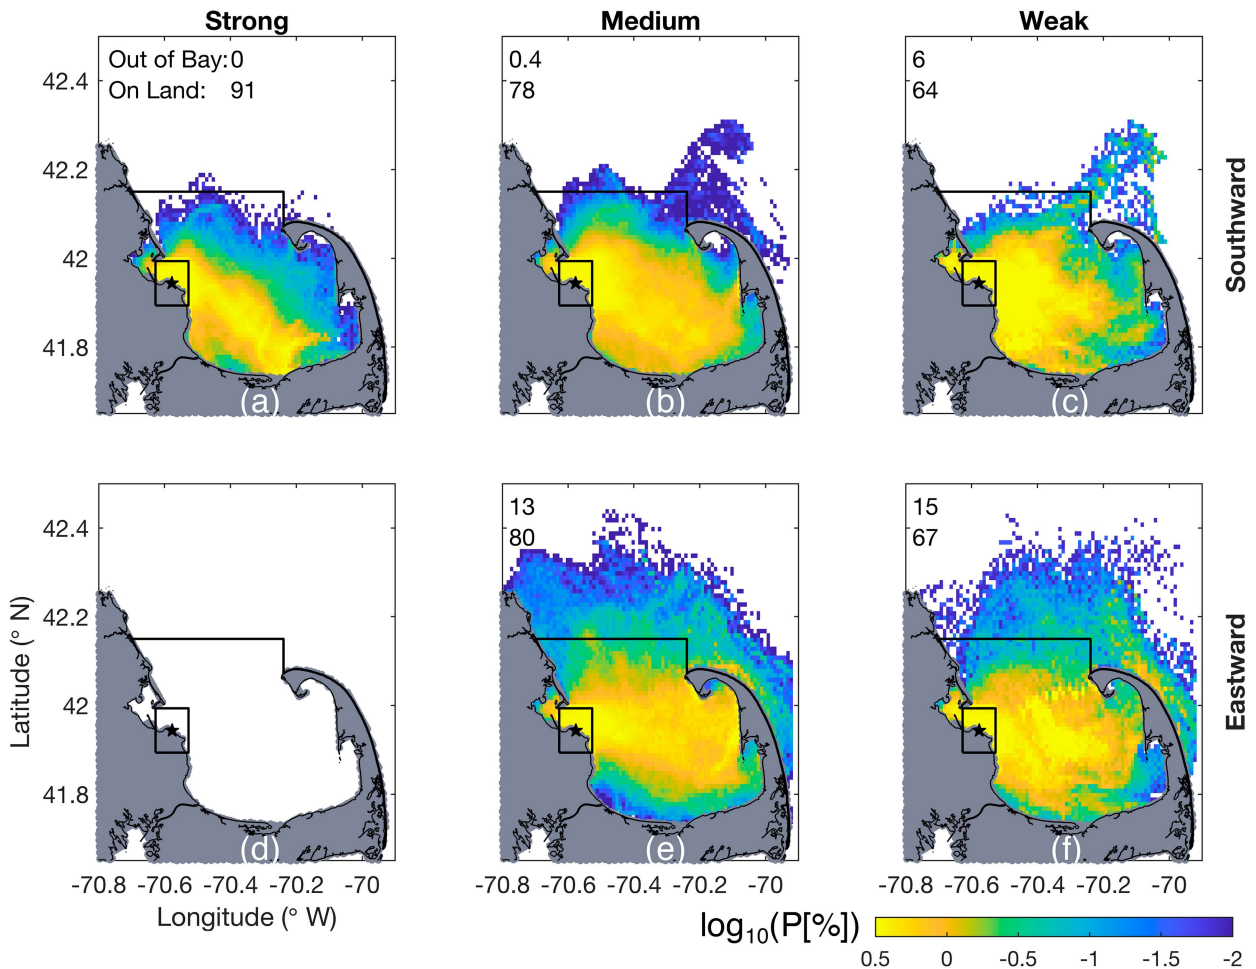 Strong Medium Weak
Out of Bay: 0
On Land: 91
0.4
78
6
64
42.4
42.2
42
41.8
(a) (b) (c)
Southward
13
80
15
67
42.4
42.2
42
41.8
Latitude (° N)
(d) (e) (f)
Eastward
-70.8 -70.6 -70.4 -70.2 -70
-70.8 -70.6 -70.4 -70.2 -70
-70.8 -70.6 -70.4 -70.2 -70
Longitude (° W)
log₁₀(P[%])
0.5 0 -0.5 -1 -1.5 -2